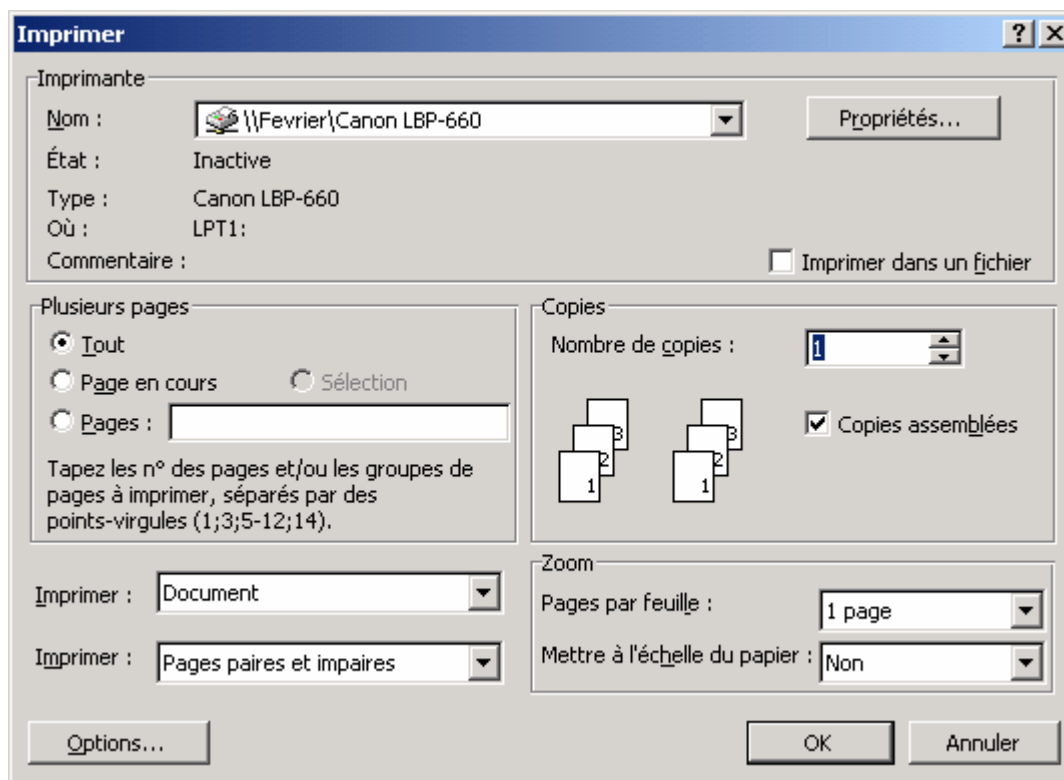 Imprimer
Imprimante
Nom : \\Fevrier\Canon LBP-660 Propriétés...
État : Inactive
Type : Canon LBP-660
Où : LPT1:
Commentaire : Imprimer dans un fichier
Plusieurs pages
Tout
Page en cours Sélection
Pages :
Tapez les n° des pages et/ou les groupes de
pages à imprimer, séparés par des
points-virgules (1;3;5-12;14).
Copies
Nombre de copies : 1
3 3
2 2
1 1
Copies assemblées
Imprimer : Document
Imprimer : Pages paires et impaires
Zoom
Pages par feuille : 1 page
Mettre à l'échelle du papier : Non
Options... OK Annuler